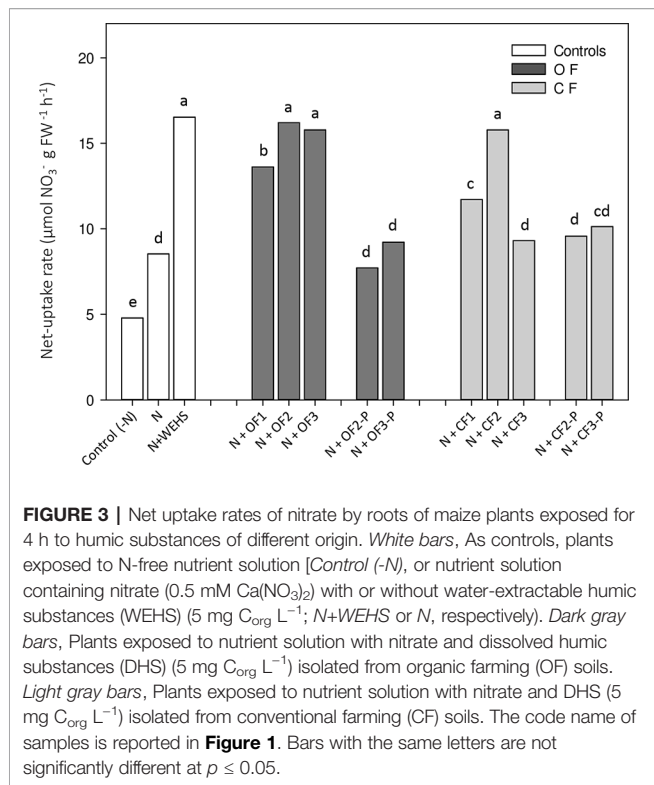 Controls
O F
C F
Net-uptake rate (µmol NO₃⁻ g FW⁻¹ h⁻¹)
20
15
10
5
0
e
d
a
b
a
a
d
d
c
a
d
d
cd
Control (-N)
N
N+WEHS
N + OF1
N + OF2
N + OF3
N + OF2-P
N + OF3-P
N + CF1
N + CF2
N + CF3
N + CF2-P
N + CF3-P
FIGURE 3 | Net uptake rates of nitrate by roots of maize plants exposed for
4 h to humic substances of different origin. White bars, As controls, plants
exposed to N-free nutrient solution [Control (-N), or nutrient solution
containing nitrate (0.5 mM Ca(NO₃)₂) with or without water-extractable humic
substances (WEHS) (5 mg C_org L⁻¹; N+WEHS or N, respectively). Dark gray
bars, Plants exposed to nutrient solution with nitrate and dissolved humic
substances (DHS) (5 mg C_org L⁻¹) isolated from organic farming (OF) soils.
Light gray bars, Plants exposed to nutrient solution with nitrate and DHS (5
mg C_org L⁻¹) isolated from conventional farming (CF) soils. The code name of
samples is reported in Figure 1. Bars with the same letters are not
significantly different at p ≤ 0.05.